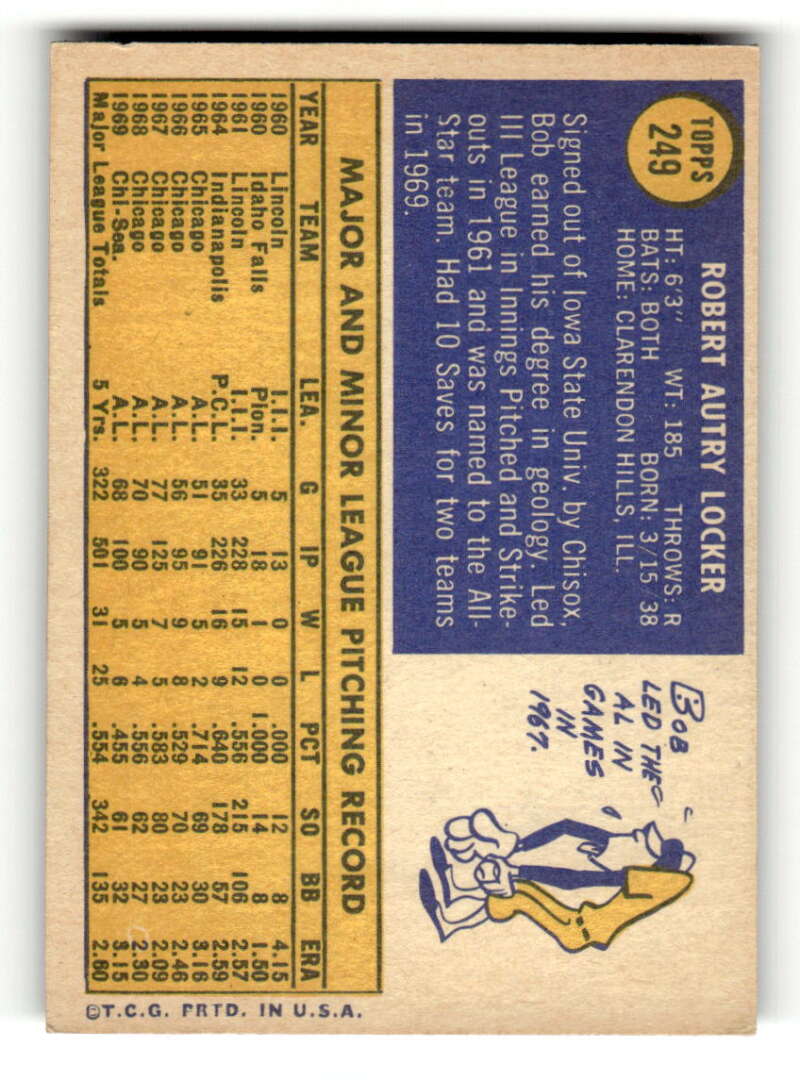 TOPPS
249
ROBERT AUTRY LOCKER
HT: 6'3" WT: 185 THROWS: R
BATS: BOTH BORN: 3/15/38
HOME: CLARENDON HILLS, ILL.
Signed out of Iowa State Univ. by Chisox,
Bob earned his degree in geology. Led
III League in Innings Pitched and Strike-
outs in 1961 and was named to the All-
Star team. Had 10 Saves for two teams
in 1969.
BOB
LED THE
AL IN
GAMES
IN
1967.
MAJOR AND MINOR LEAGUE PITCHING RECORD
YEAR TEAM LEA. G IP W L PCT SO BB ERA
1960 Lincoln I.I.I. 5 13 0 0 .000 12 8 4.15
1960 Idaho Falls Pion. 5 18 1 0 1.000 14 8 1.50
1961 Lincoln I.I.I. 33 228 15 12 .556 215 106 2.57
1964 Indianapolis P.C.L. 35 226 16 9 .640 178 57 2.59
1965 Chicago A.L. 51 91 5 2 .714 69 30 3.16
1966 Chicago A.L. 56 95 9 8 .529 70 23 2.46
1967 Chicago A.L. 77 125 7 5 .583 80 23 2.09
1968 Chicago A.L. 70 90 5 4 .556 62 27 2.30
1969 Chi-Sea. A.L. 68 100 5 6 .455 61 32 3.15
Major League Totals 5 Yrs. 322 501 31 25 .554 342 135 2.60
©T.C.G. PRTD. IN U.S.A.